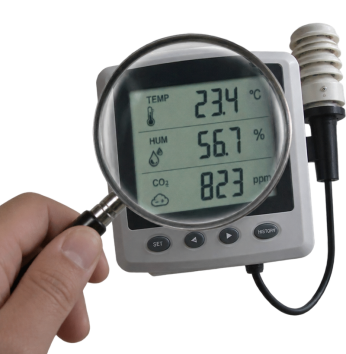 TEMP 23.4 °C
HUM 56.7 %
CO₂ 823 ppm
SET ◀ ▶ HISTORY